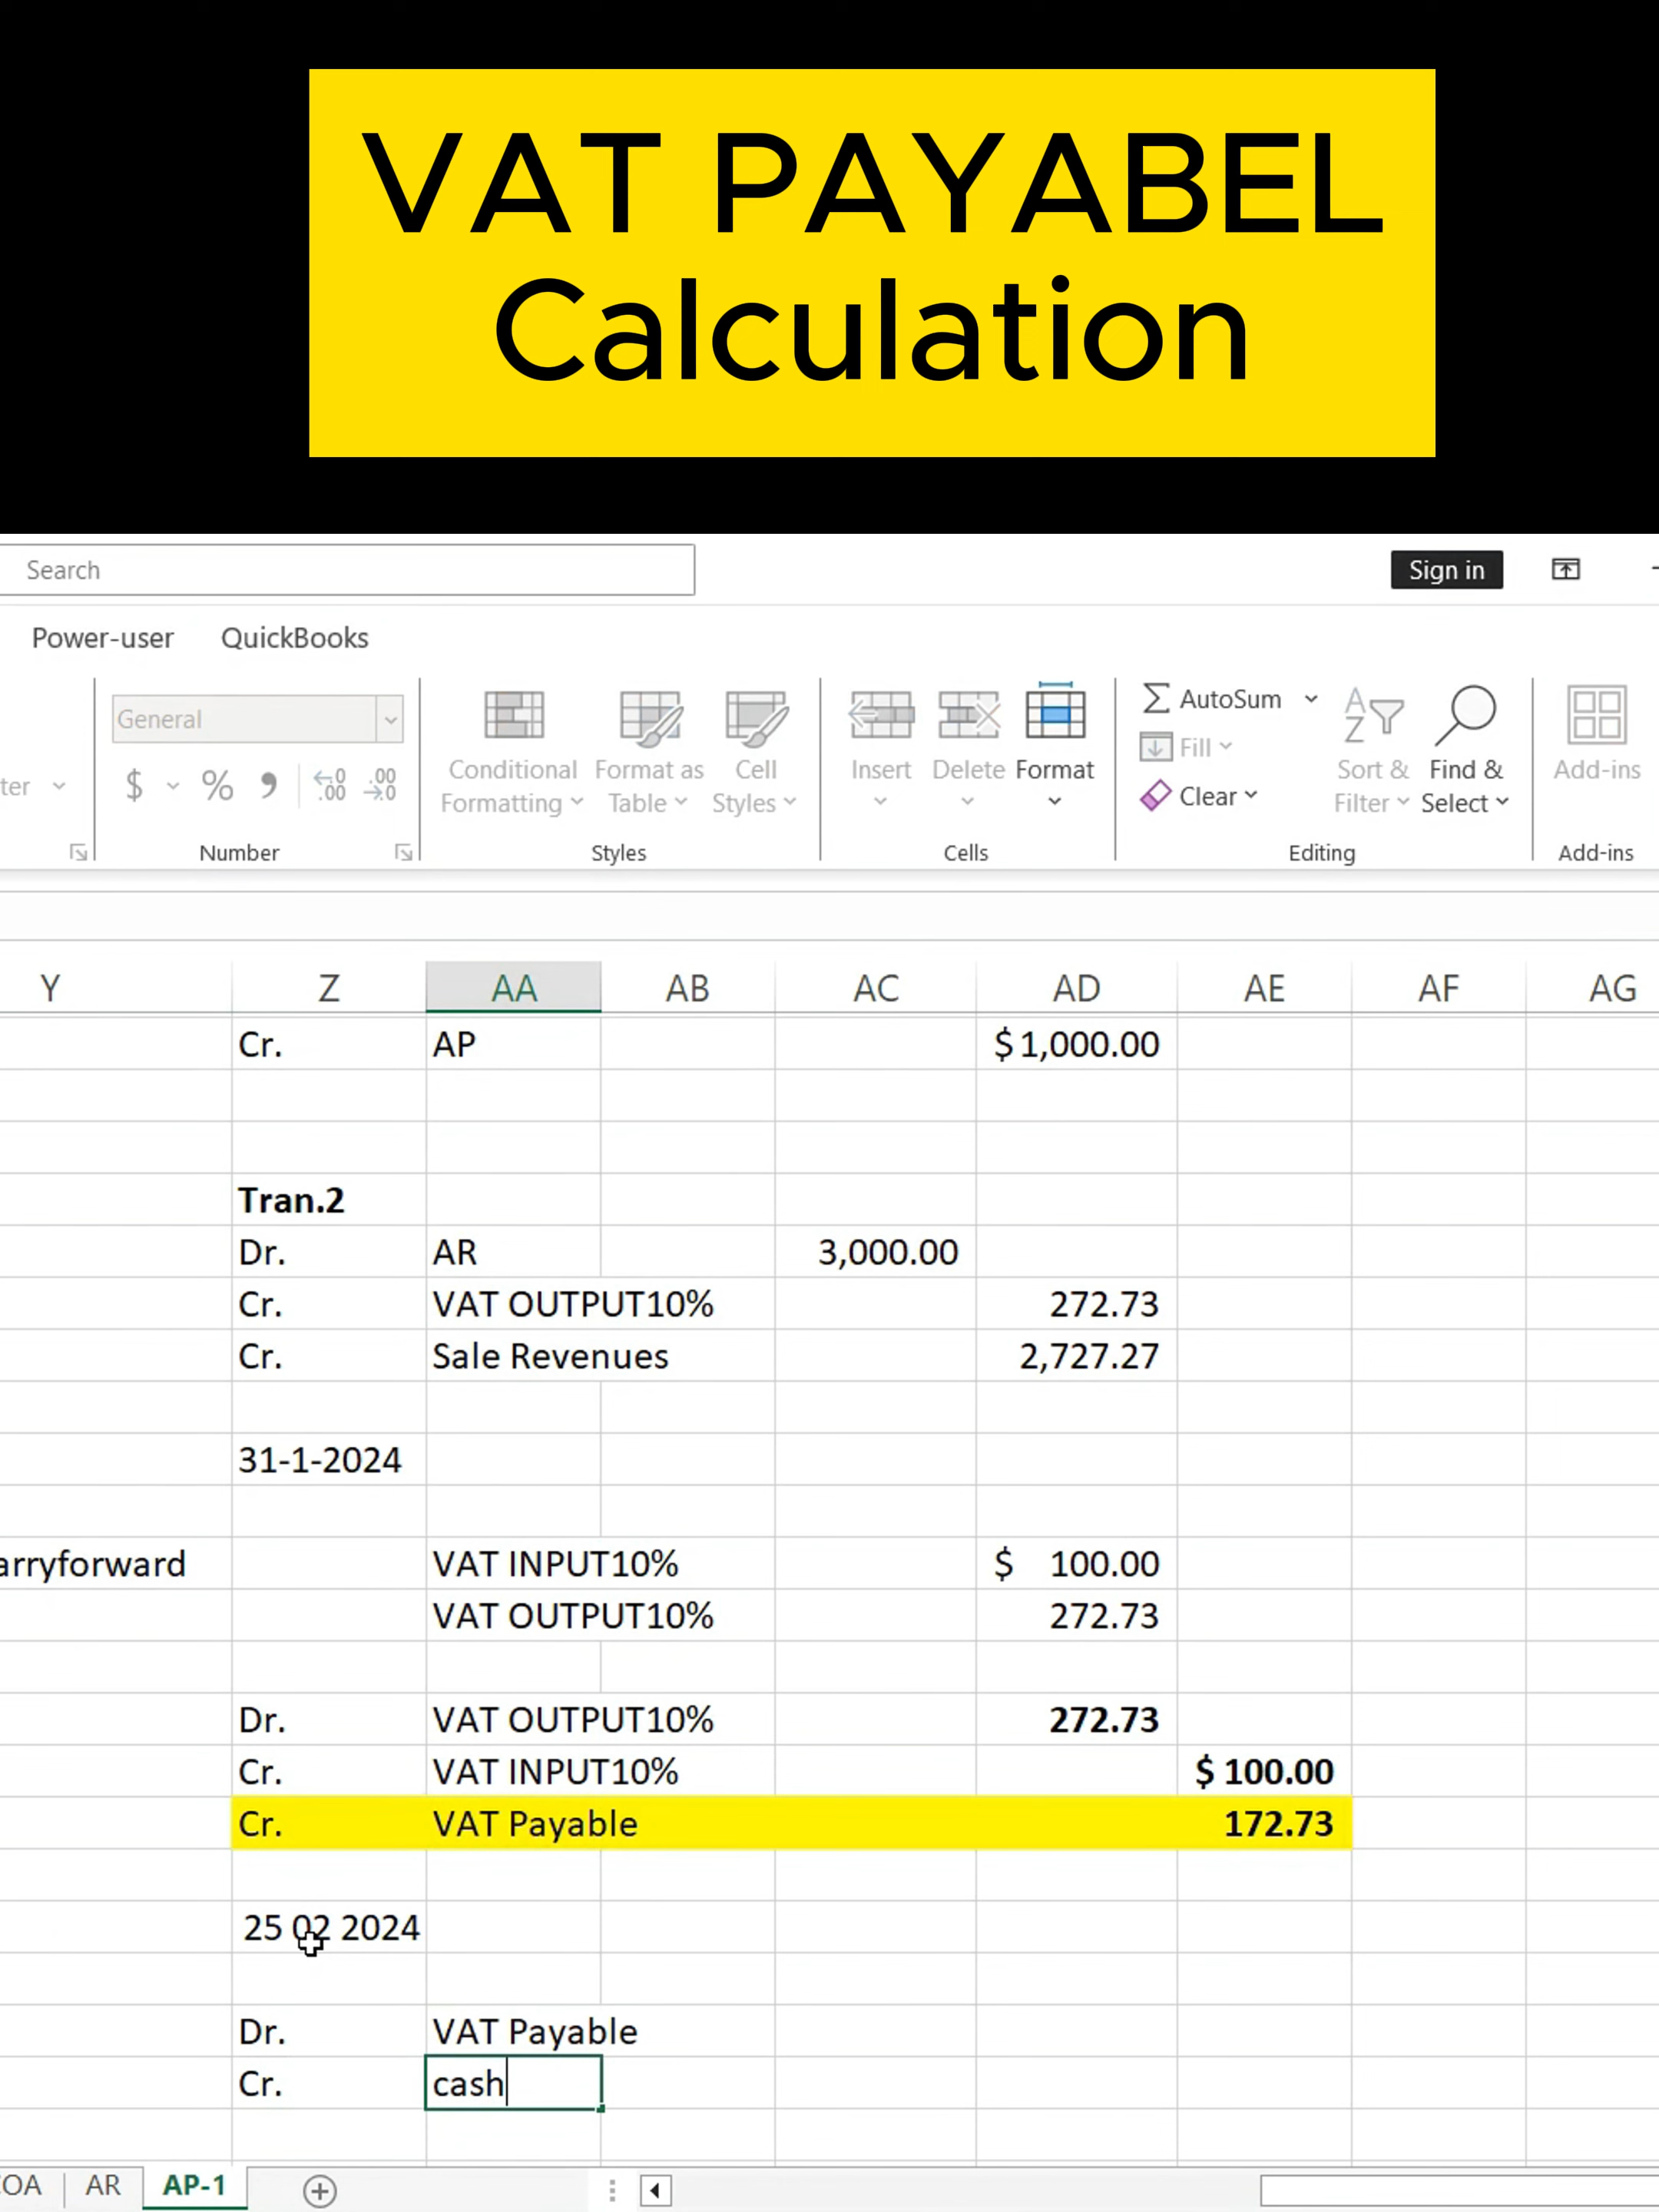 VAT PAYABEL
Calculation
Search
Sign in
Power-user QuickBooks
General
ter
$ % ,
Conditional Formatting
Format as Table
Cell Styles
Insert
Delete
Format
AutoSum
Fill
Clear
Sort & Filter
Find & Select
Add-ins
Number Styles Cells Editing Add-ins
Y Z AA AB AC AD AE AF AG
Cr. AP $ 1,000.00
Tran.2
Dr. AR 3,000.00
Cr. VAT OUTPUT10% 272.73
Cr. Sale Revenues 2,727.27
31-1-2024
arryforward VAT INPUT10% $ 100.00
VAT OUTPUT10% 272.73
Dr. VAT OUTPUT10% 272.73
Cr. VAT INPUT10% $ 100.00
Cr. VAT Payable 172.73
25 02 2024
Dr. VAT Payable
Cr. cash
COA AR AP-1